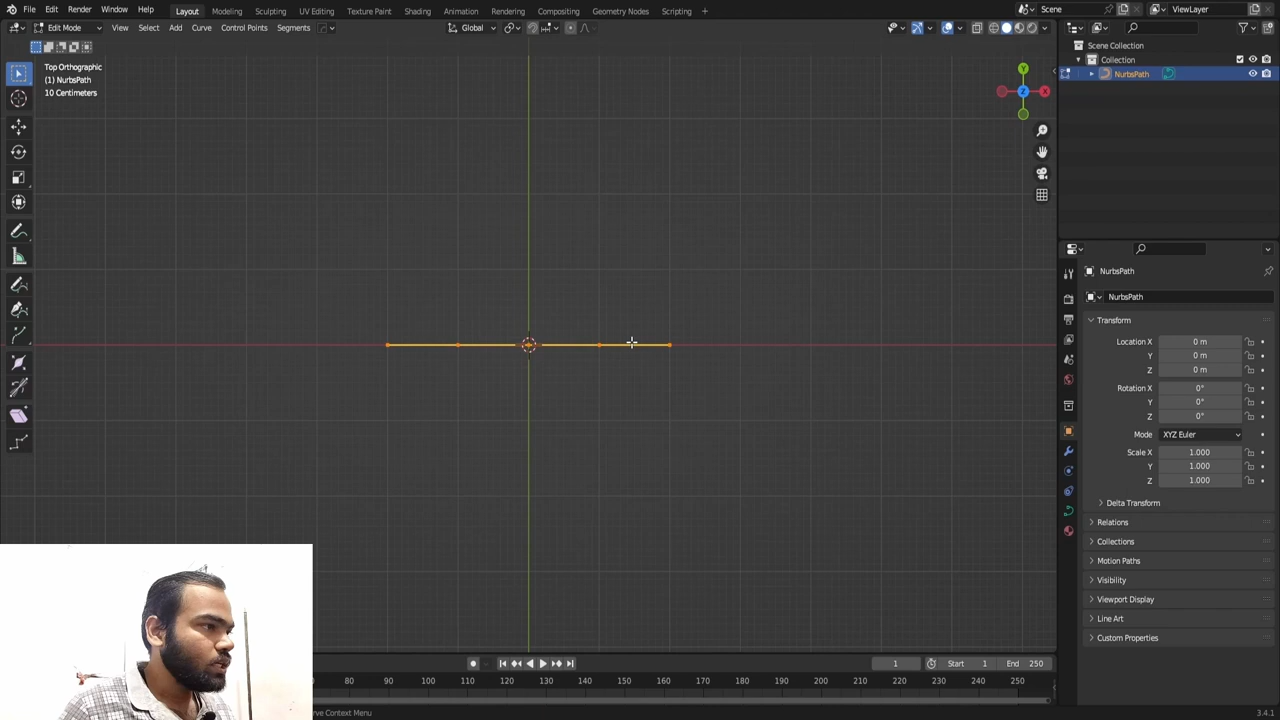 File Edit Render Window Help Layout Modeling Sculpting UV Editing Texture Paint Shading Animation Rendering Compositing Geometry Nodes Scripting + Scene ViewLayer
Edit Mode View Select Add Curve Control Points Segments Global
Top Orthographic
(1) NurbsPath
10 Centimeters
Y
Z
X
Scene Collection
Collection
NurbsPath
NurbsPath
NurbsPath
Transform
Location X 0 m
Y 0 m
Z 0 m
Rotation X 0°
Y 0°
Z 0°
Mode XYZ Euler
Scale X 1.000
Y 1.000
Z 1.000
Delta Transform
Relations
Collections
Motion Paths
Visibility
Viewport Display
Line Art
Custom Properties
1 Start 1 End 250
90 100 110 120 130 140 150 160 170 180 190 200 210 220 230 240 250
Context Menu
3.4.1